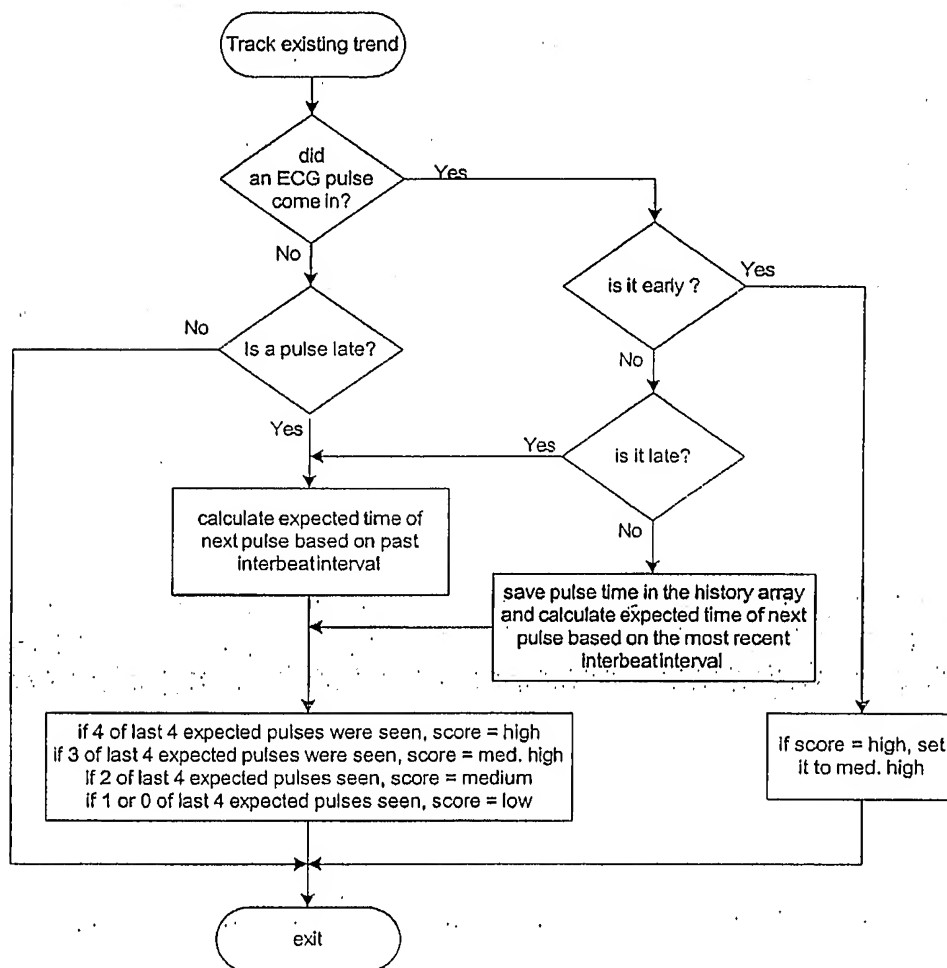 Track existing trend
did
an ECG pulse
come in?
Yes
No
is it early ?
Yes
No
Is a pulse late?
No
Yes
is it late?
Yes
No
calculate expected time of
next pulse based on past
interbeat interval
save pulse time in the history array
and calculate expected time of next
pulse based on the most recent
interbeat interval
if 4 of last 4 expected pulses were seen, score = high
if 3 of last 4 expected pulses were seen, score = med. high
if 2 of last 4 expected pulses seen, score = medium
if 1 or 0 of last 4 expected pulses seen, score = low
if score = high, set
it to med. high
exit